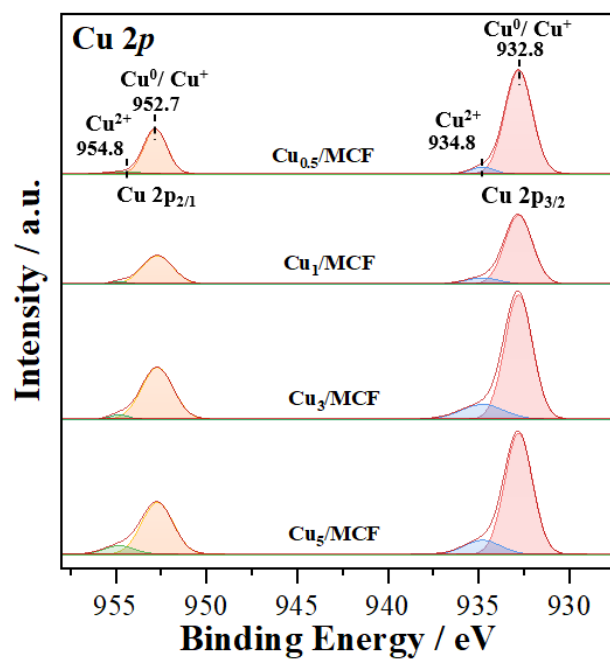 Cu 2p
Cu⁰/ Cu⁺
932.8
Cu⁰/ Cu⁺
952.7
Cu²⁺
954.8
Cu²⁺
934.8
Cu₀.₅/MCF
Cu 2p₂/₁
Cu 2p₃/₂
Cu₁/MCF
Cu₃/MCF
Cu₅/MCF
Intensity / a.u.
955 950 945 940 935 930
Binding Energy / eV